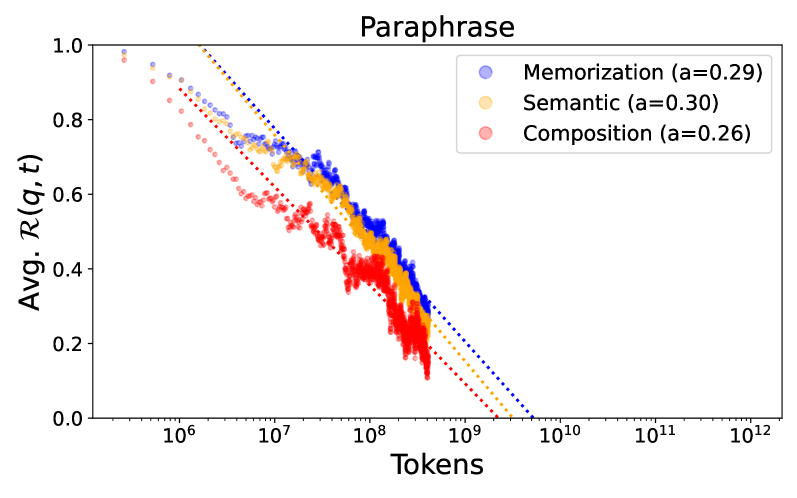 Paraphrase
Memorization (a=0.29)
Semantic (a=0.30)
Composition (a=0.26)
Avg. ℛ(q, t)
1.0
0.8
0.6
0.4
0.2
0.0
10⁶ 10⁷ 10⁸ 10⁹ 10¹⁰ 10¹¹ 10¹²
Tokens